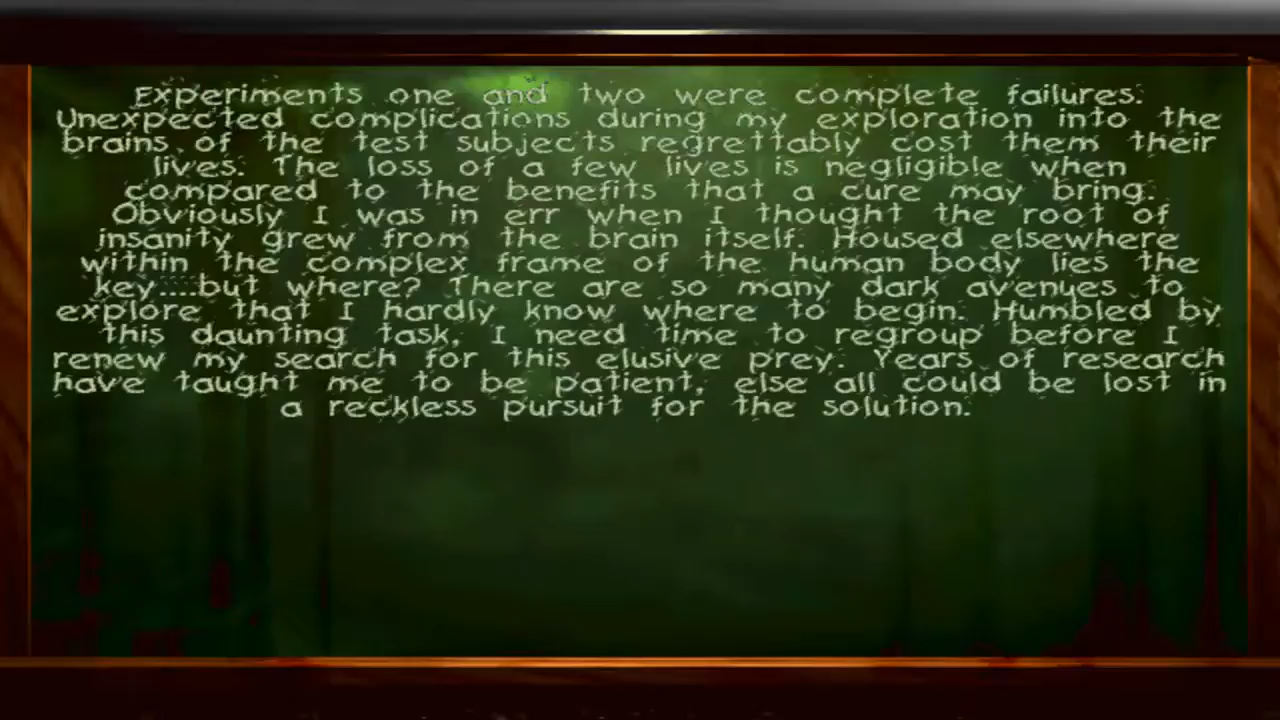 Experiments one and two were complete failures.
Unexpected complications during my exploration into the
brains of the test subjects regrettably cost them their
lives. The loss of a few lives is negligible when
compared to the benefits that a cure may bring.
Obviously I was in err when I thought the root of
insanity grew from the brain itself. Housed elsewhere
within the complex frame of the human body lies the
key....but where? There are so many dark avenues to
explore that I hardly know where to begin. Humbled by
this daunting task, I need time to regroup before I
renew my search for this elusive prey. Years of research
have taught me to be patient, else all could be lost in
a reckless pursuit for the solution.